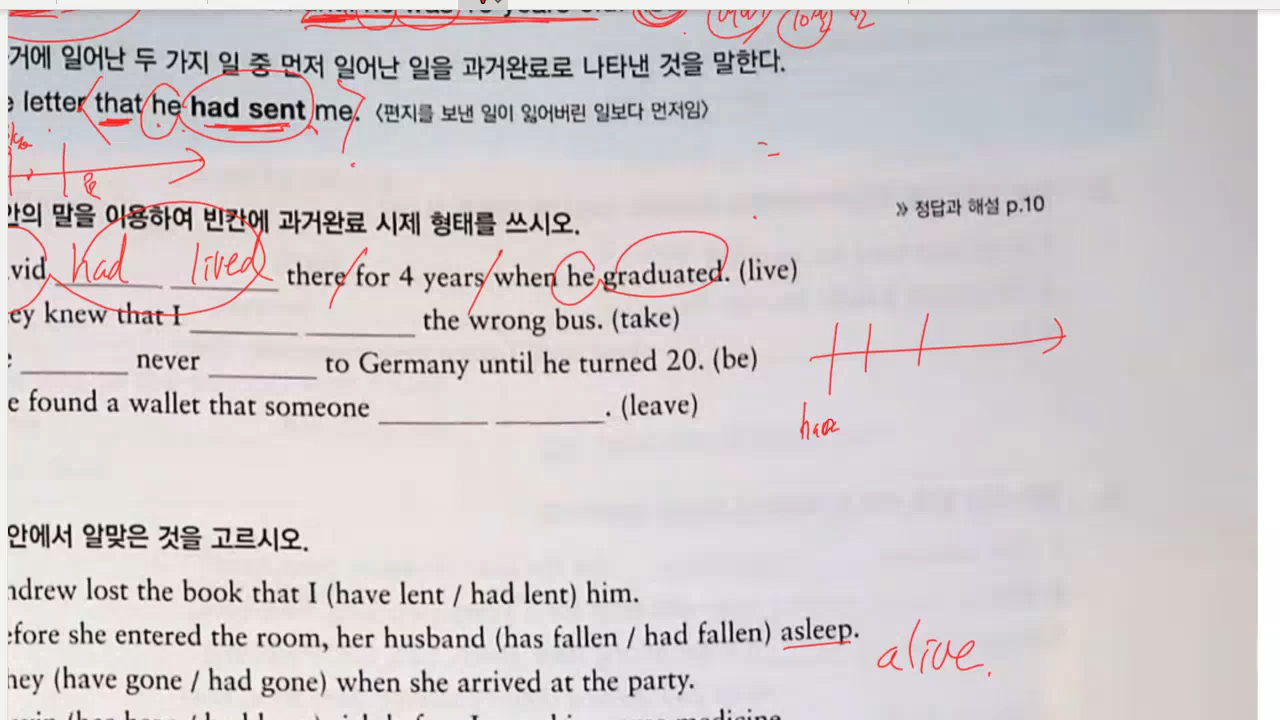 거에 일어난 두 가지 일 중 먼저 일어난 일을 과거완료로 나타낸 것을 말한다.
letter that he had sent me. 〈편지를 보낸 일이 잃어버린 일보다 먼저임〉
안의 말을 이용하여 빈칸에 과거완료 시제 형태를 쓰시오.
» 정답과 해설 p.10
vid had lived there for 4 years when he graduated. (live)
ey knew that I ______ ______ the wrong bus. (take)
______ never ______ to Germany until he turned 20. (be)
e found a wallet that someone ______ ______. (leave)
안에서 알맞은 것을 고르시오.
ndrew lost the book that I (have lent / had lent) him.
efore she entered the room, her husband (has fallen / had fallen) asleep.
alive.
hey (have gone / had gone) when she arrived at the party.